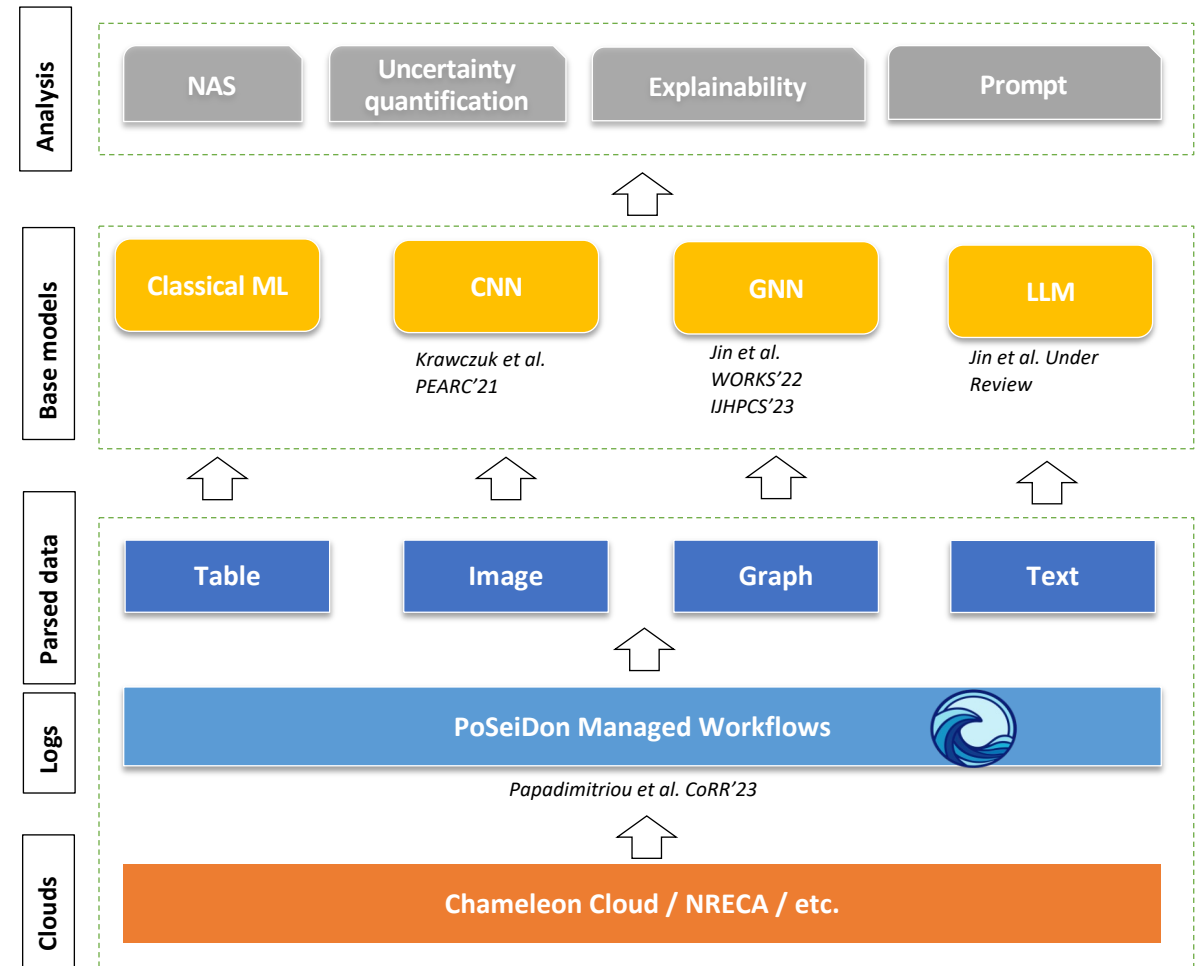 Analysis
NAS
Uncertainty
quantification
Explainability
Prompt
Base models
Classical ML
CNN
GNN
LLM
Krawczuk et al.
PEARC’21
Jin et al.
WORKS’22
IJHPCS’23
Jin et al. Under
Review
Parsed data
Table
Image
Graph
Text
Logs
PoSeiDon Managed Workflows
Papadimitriou et al. CoRR’23
Clouds
Chameleon Cloud / NRECA / etc.